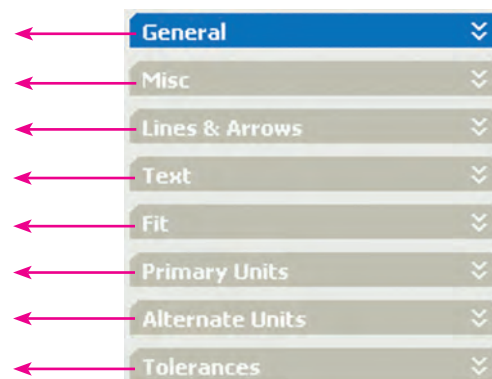 General
Misc
Lines & Arrows
Text
Fit
Primary Units
Alternate Units
Tolerances